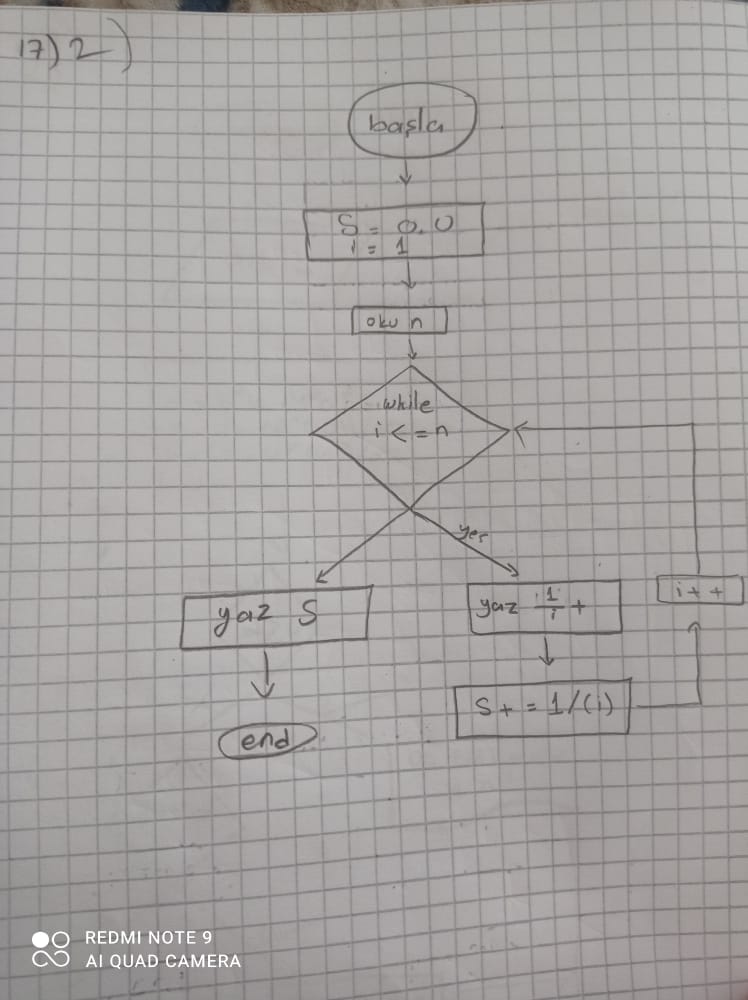 17) 2)
başla
S = 0.0
i = 1
oku n
while
i <= n
yes
yaz S
yaz 1/i +
i++
S+ = 1/(i)
end
REDMI NOTE 9
AI QUAD CAMERA